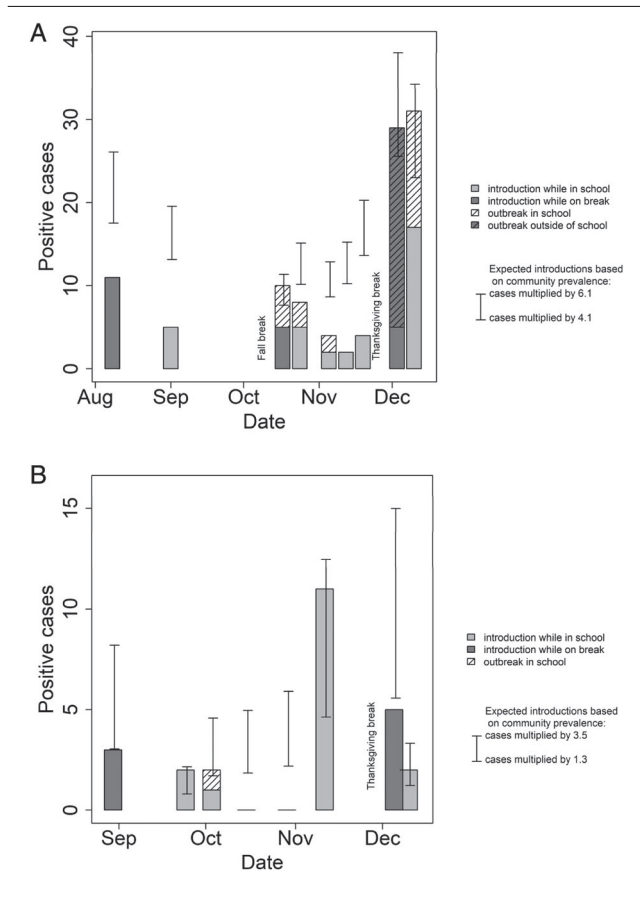 A
Positive cases
40
30
20
10
0
Fall break
Thanksgiving break
Aug
Sep
Oct
Nov
Dec
Date
introduction while in school
introduction while on break
outbreak in school
outbreak outside of school
Expected introductions based
on community prevalence:
cases multiplied by 6.1
cases multiplied by 4.1
B
Positive cases
15
10
5
0
Thanksgiving break
Sep
Oct
Nov
Dec
Date
introduction while in school
introduction while on break
outbreak in school
Expected introductions based
on community prevalence:
cases multiplied by 3.5
cases multiplied by 1.3